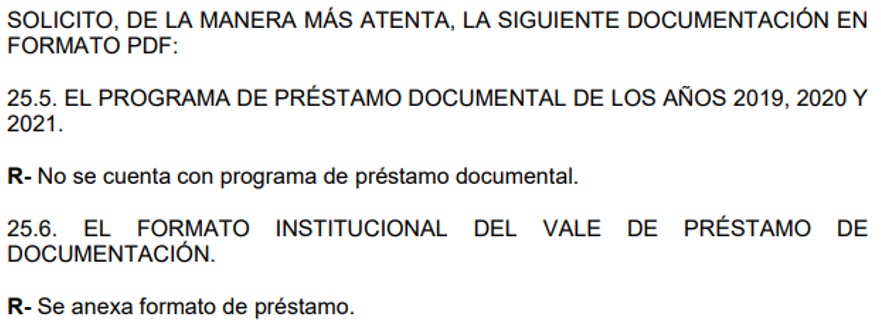 SOLICITO, DE LA MANERA MÁS ATENTA, LA SIGUIENTE DOCUMENTACIÓN EN
FORMATO PDF:
25.5. EL PROGRAMA DE PRÉSTAMO DOCUMENTAL DE LOS AÑOS 2019, 2020 Y
2021.
R- No se cuenta con programa de préstamo documental.
25.6. EL FORMATO INSTITUCIONAL DEL VALE DE PRÉSTAMO DE
DOCUMENTACIÓN.
R- Se anexa formato de préstamo.